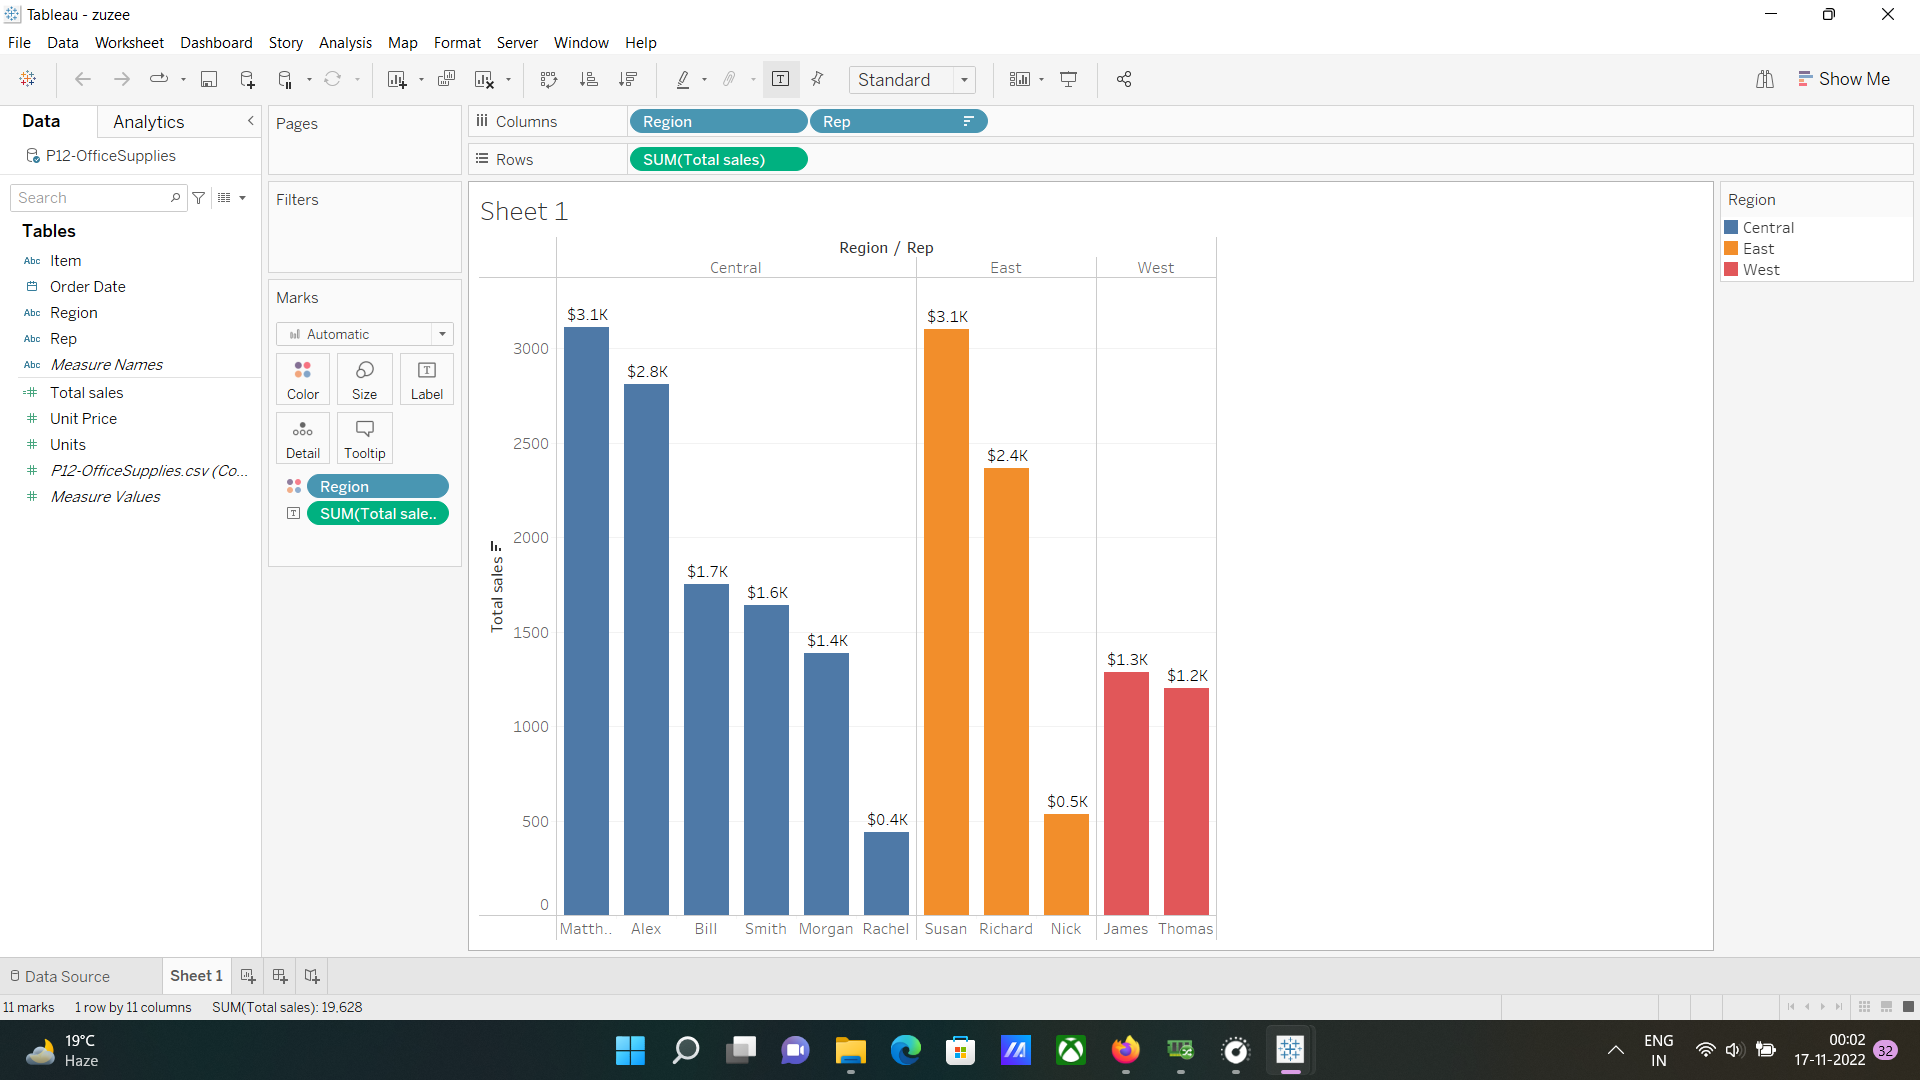 Tableau - zuzee
File Data Worksheet Dashboard Story Analysis Map Format Server Window Help
Standard
Show Me
Data Analytics
P12-OfficeSupplies
Search
Tables
Abc Item
Order Date
Abc Region
Abc Rep
Abc Measure Names
Total sales
Unit Price
Units
P12-OfficeSupplies.csv (Co...
Measure Values
Pages
Filters
Marks
Automatic
Color Size Label
Detail Tooltip
Region
SUM(Total sale..
Columns Region Rep
Rows SUM(Total sales)
Sheet 1
Region / Rep
Central East West
$3.1K $2.8K $1.7K $1.6K $1.4K $0.4K $3.1K $2.4K $0.5K $1.3K $1.2K
3000
2500
2000
1500
1000
500
0
Total sales
Matth.. Alex Bill Smith Morgan Rachel Susan Richard Nick James Thomas
Region
Central
East
West
Data Source Sheet 1
11 marks 1 row by 11 columns SUM(Total sales): 19,628
19°C
Haze
ENG
IN
00:02
17-11-2022
32